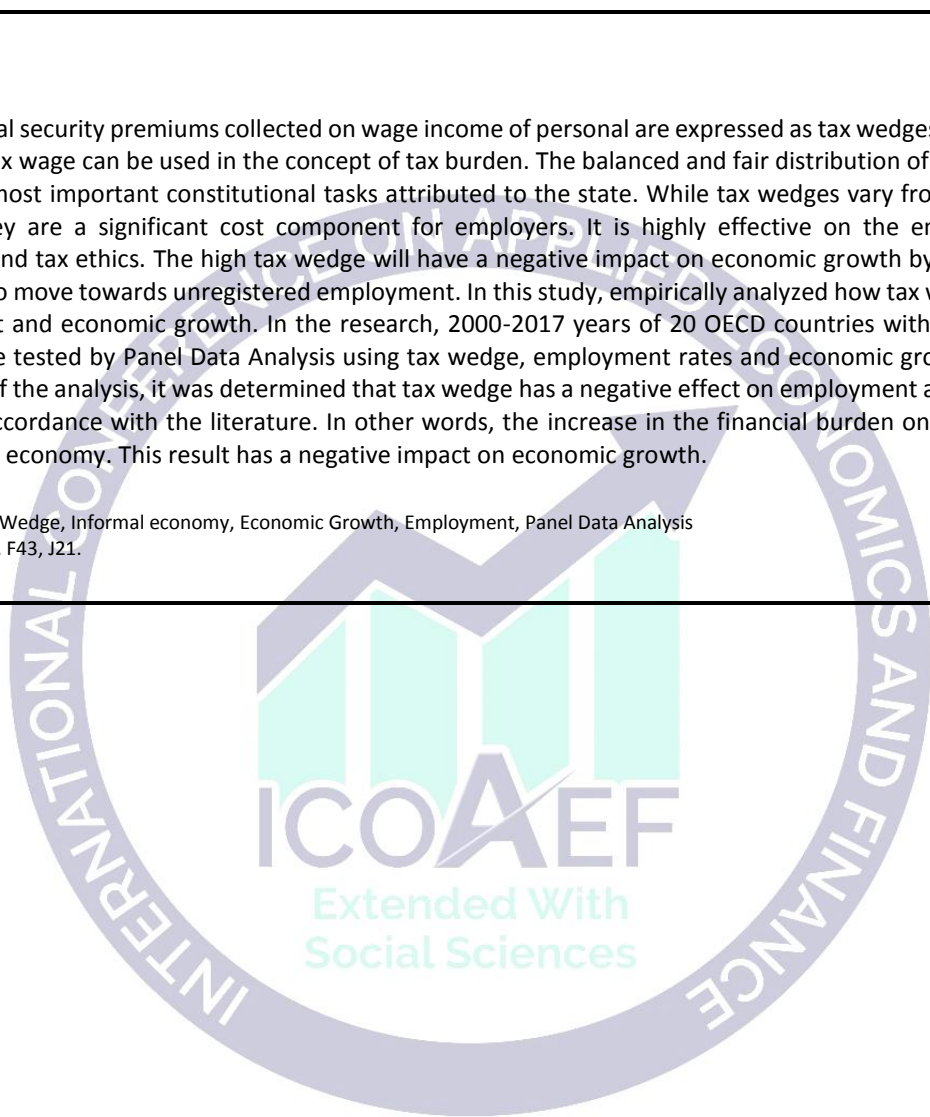 al security premiums collected on wage income of personal are expressed as tax wedges
x wage can be used in the concept of tax burden. The balanced and fair distribution of
most important constitutional tasks attributed to the state. While tax wedges vary fro
ey are a significant cost component for employers. It is highly effective on the e
nd tax ethics. The high tax wedge will have a negative impact on economic growth by
o move towards unregistered employment. In this study, empirically analyzed how tax
t and economic growth. In the research, 2000-2017 years of 20 OECD countries with
e tested by Panel Data Analysis using tax wedge, employment rates and economic gro
f the analysis, it was determined that tax wedge has a negative effect on employment a
ccordance with the literature. In other words, the increase in the financial burden on
economy. This result has a negative impact on economic growth.
Wedge, Informal economy, Economic Growth, Employment, Panel Data Analysis
F43, J21.
INTERNATIONAL CONFERENCE ON APPLIED ECONOMICS AND FINANCE
ICOAEF
Extended With
Social Sciences